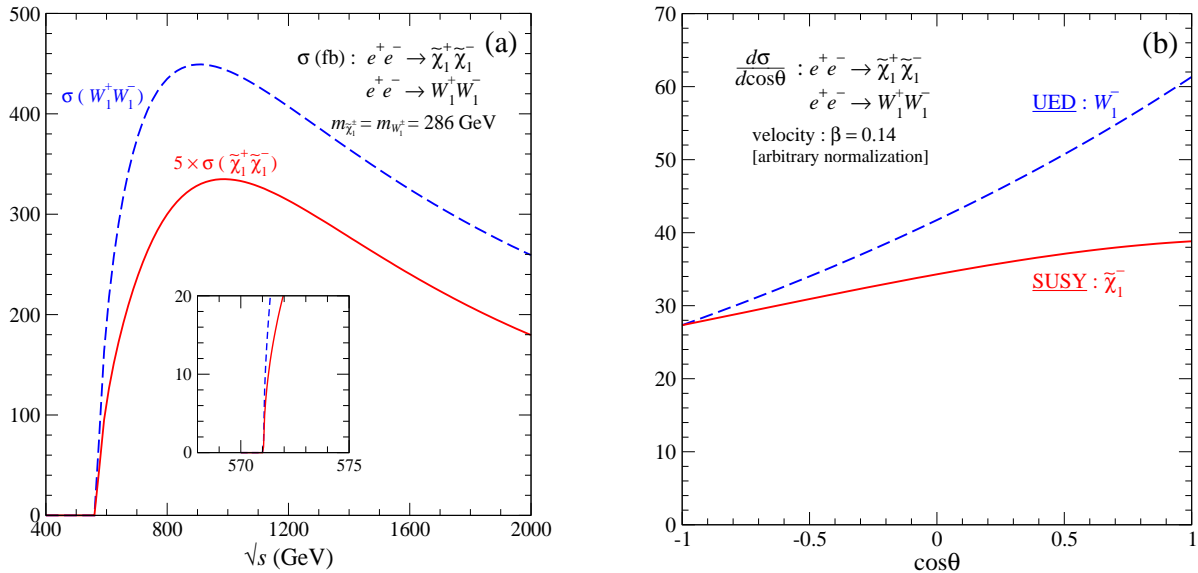 (a)
σ (fb) : e⁺e⁻ → χ̃₁⁺χ̃₁⁻
e⁺e⁻ → W₁⁺W₁⁻
m_χ̃₁± = m_W₁± = 286 GeV
σ ( W₁⁺W₁⁻)
5 × σ ( χ̃₁⁺χ̃₁⁻)
500
400
300
200
100
0
20
10
0
570 575
400 800 1200 1600 2000
√s (GeV)
(b)
dσ/dcosθ : e⁺e⁻ → χ̃₁⁺χ̃₁⁻
e⁺e⁻ → W₁⁺W₁⁻
velocity : β = 0.14
[arbitrary normalization]
UED : W₁⁻
SUSY : χ̃₁⁻
70
60
50
40
30
20
10
0
-1 -0.5 0 0.5 1
cosθ